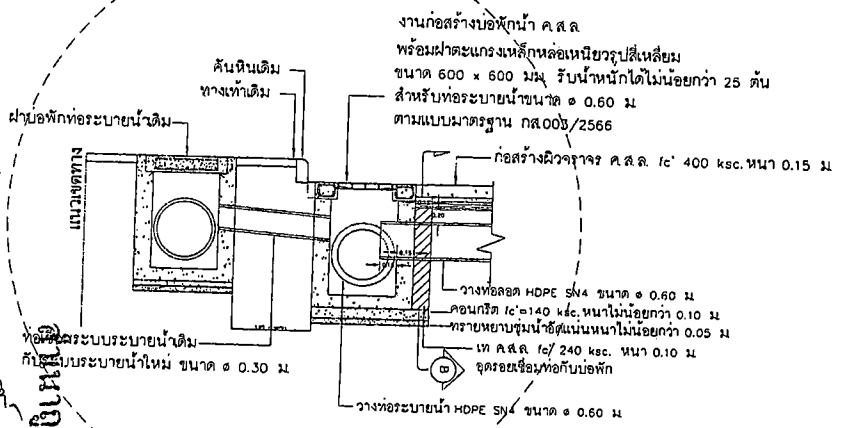 งานก่อสร้างบ่อพักน้ำ ค.ส.ล.
พร้อมฝาตะแกรงเหล็กหล่อเหนียวรูปสี่เหลี่ยม
ขนาด 600 x 600 มม. รับน้ำหนักได้ไม่น้อยกว่า 25 ตัน
สำหรับท่อระบายน้ำขนาด ø 0.60 ม.
ตามแบบมาตรฐาน กส.003/2566
คันหินเดิม
ทางเท้าเดิม
ฝาบ่อพักท่อระบายน้ำเดิม
ก่อสร้างผิวจราจร ค.ส.ล. fc' 400 ksc. หนา 0.15 ม.
แนวเขตทาง
0.20
0.15
วางท่อลอด HDPE SN4 ขนาด ø 0.60 ม.
คอนกรีต fc'=140 ksc. หนาไม่น้อยกว่า 0.10 ม.
ทรายหยาบชุ่มน้ำอัดแน่นหนาไม่น้อยกว่า 0.05 ม.
เท ค.ส.ล. fc' 240 ksc. หนา 0.10 ม.
อุดรอยเชื่อมท่อกับบ่อพัก
B
ระบบระบายน้ำเดิม
ระบบระบายน้ำใหม่ ขนาด ø 0.30 ม.
วางท่อระบายน้ำ HDPE SN4 ขนาด ø 0.60 ม.